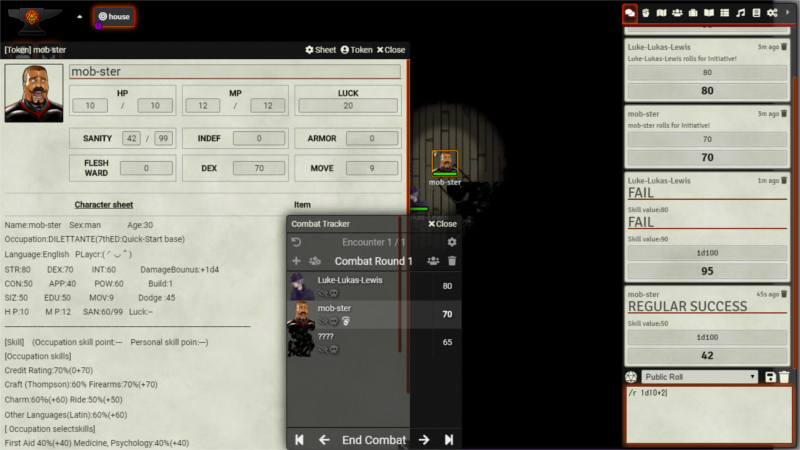 house
[Token] mob-ster
Sheet Token Close
mob-ster
HP MP LUCK
10 / 10 12 / 12 20
SANITY 42 / 99 INDEF 0 ARMOR 0
FLESH WARD 0 DEX 70 MOVE 9
Character sheet Item
Name:mob-ster Sex:man Age:30
Occupation:DILETTANTE(7thED:Quick-Start base)
STR:80 DEX:70 INT:60 DamageBounus:+1d4
CON:50 APP:40 POW:60 Build:1
SIZ:50 EDU:50 MOV:9 Dodge :45
H P:10 M P:12 SAN:60/99 Luck:--
[Skill] (Occupation skill point:--- Personal skill poin:---)
[Occupation skills]
Credit Rating:70%(0+70)
Craft (Thompson):60% Firearms:70%(+70)
Charm:60%(+60) Ride:50%(+50)
Other Languages(Latin):60%(+60)
[ Occupation selectskills]
First Aid 40%(+40) Medicine, Psychology:40%(+40)
mob-ster
Combat Tracker Close
Encounter 1 / 1
Combat Round 1
Luke-Lukas-Lewis 80
mob-ster 70
???? 65
End Combat
Luke-Lukas-Lewis 3m ago
Luke-Lukas-Lewis rolls for Initiative!
80
80
mob-ster 3m ago
mob-ster rolls for Initiative!
70
70
Luke-Lukas-Lewis 1m ago
FAIL
Skill value:80
FAIL
Skill value:90
1d100
95
mob-ster 45s ago
REGULAR SUCCESS
Skill value:50
1d100
42
Public Roll
/r 1d10+2